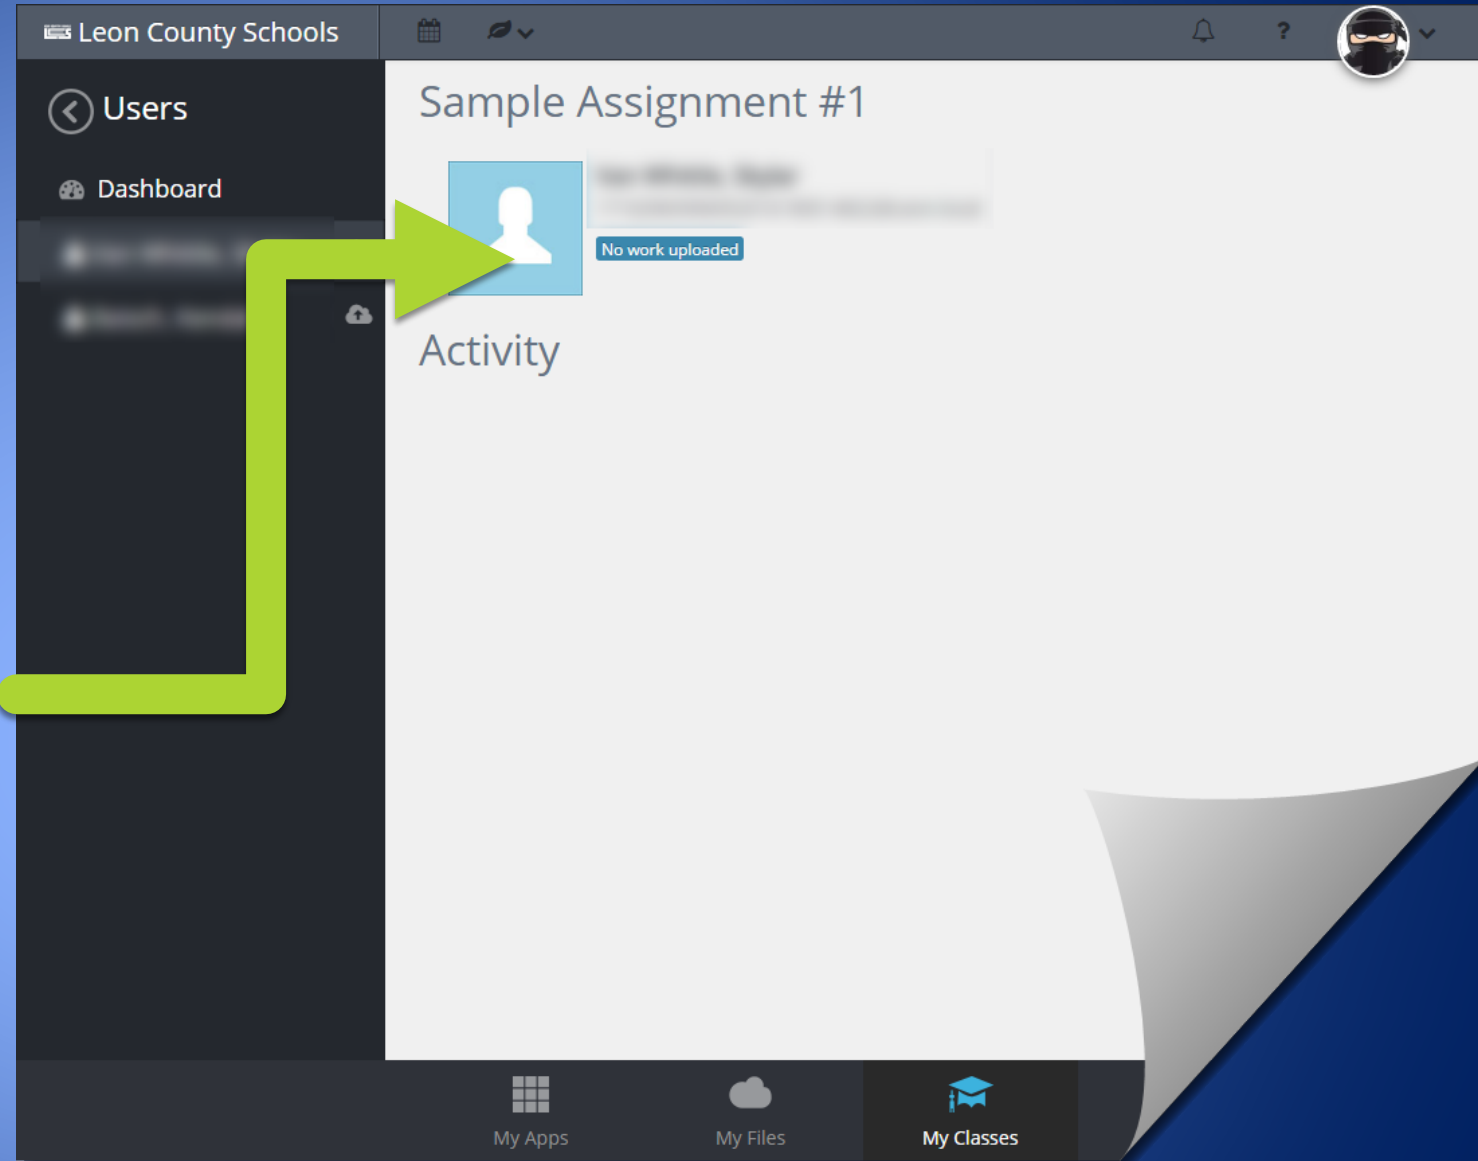 Leon County Schools
?
Users
Dashboard
Sample Assignment #1
No work uploaded
Activity
My Apps
My Files
My Classes